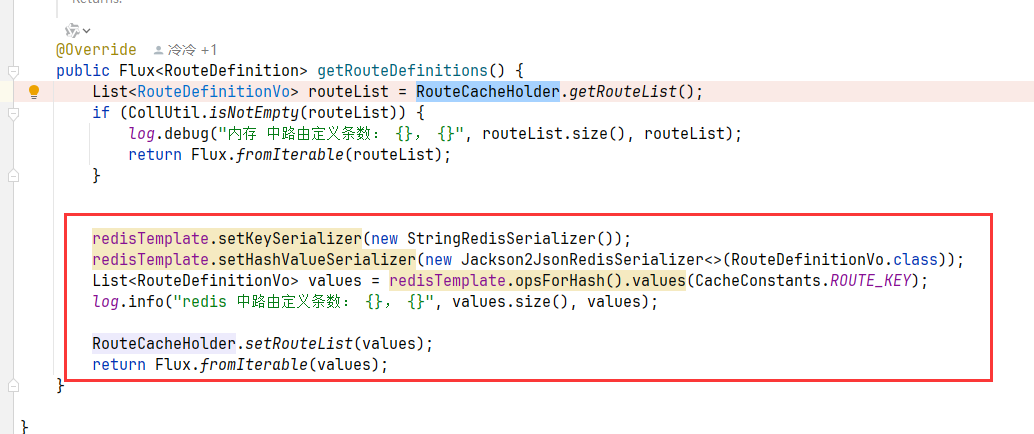 Returns:
@Override 冷冷 +1
public Flux<RouteDefinition> getRouteDefinitions() {
List<RouteDefinitionVo> routeList = RouteCacheHolder.getRouteList();
if (CollUtil.isNotEmpty(routeList)) {
log.debug("内存 中路由定义条数： {}， {}", routeList.size(), routeList);
return Flux.fromIterable(routeList);
}
redisTemplate.setKeySerializer(new StringRedisSerializer());
redisTemplate.setHashValueSerializer(new Jackson2JsonRedisSerializer<>(RouteDefinitionVo.class));
List<RouteDefinitionVo> values = redisTemplate.opsForHash().values(CacheConstants.ROUTE_KEY);
log.info("redis 中路由定义条数： {}， {}", values.size(), values);
RouteCacheHolder.setRouteList(values);
return Flux.fromIterable(values);
}
}